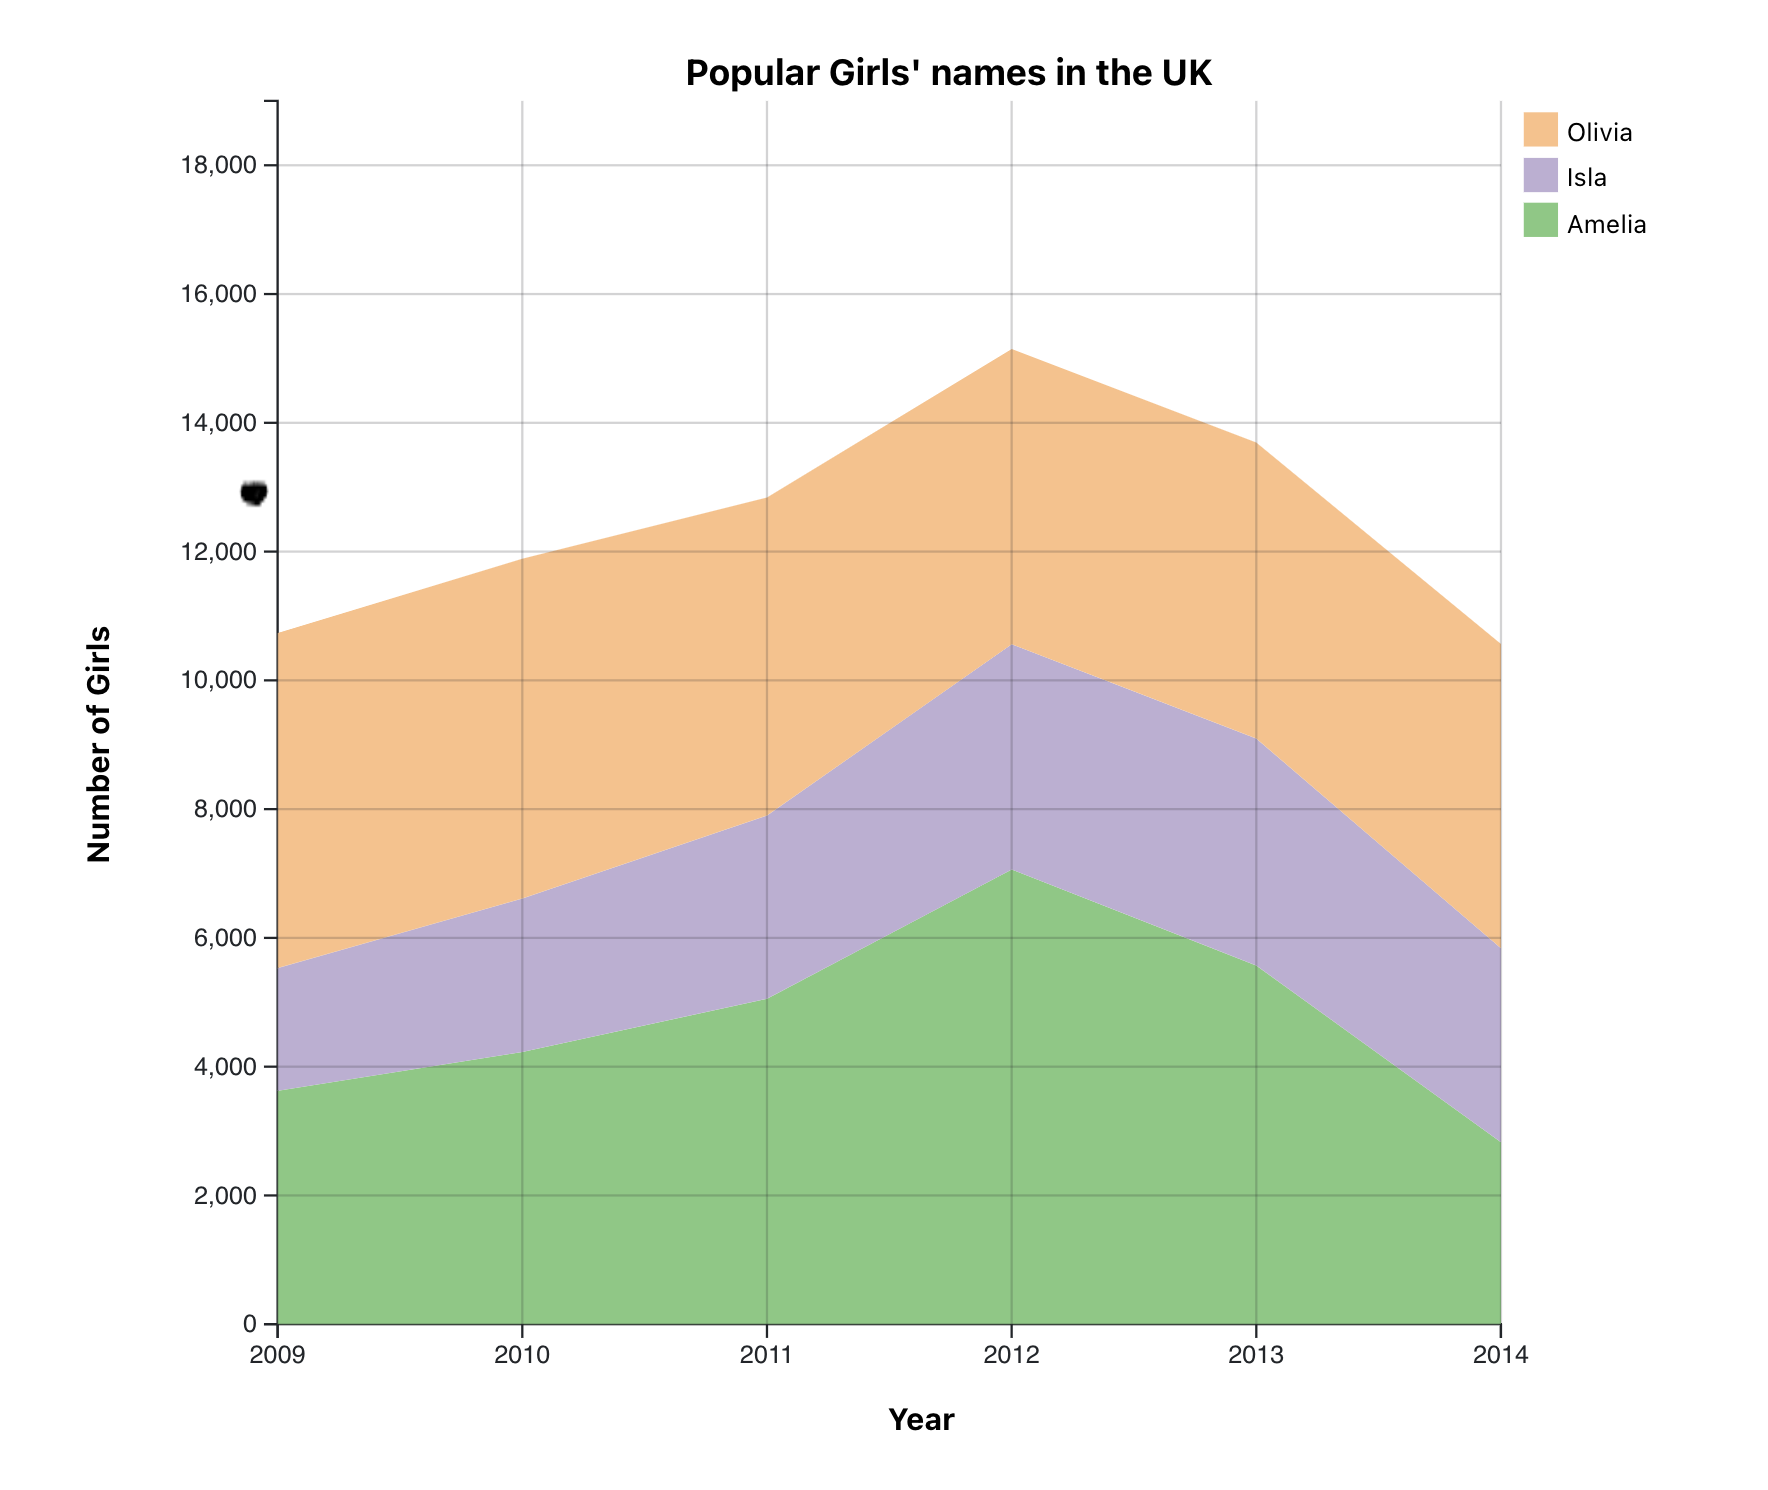 Popular Girls' names in the UK
Olivia
Isla
Amelia
18,000
16,000
14,000
12,000
10,000
8,000
6,000
4,000
2,000
0
Number of Girls
2009 2010 2011 2012 2013 2014
Year